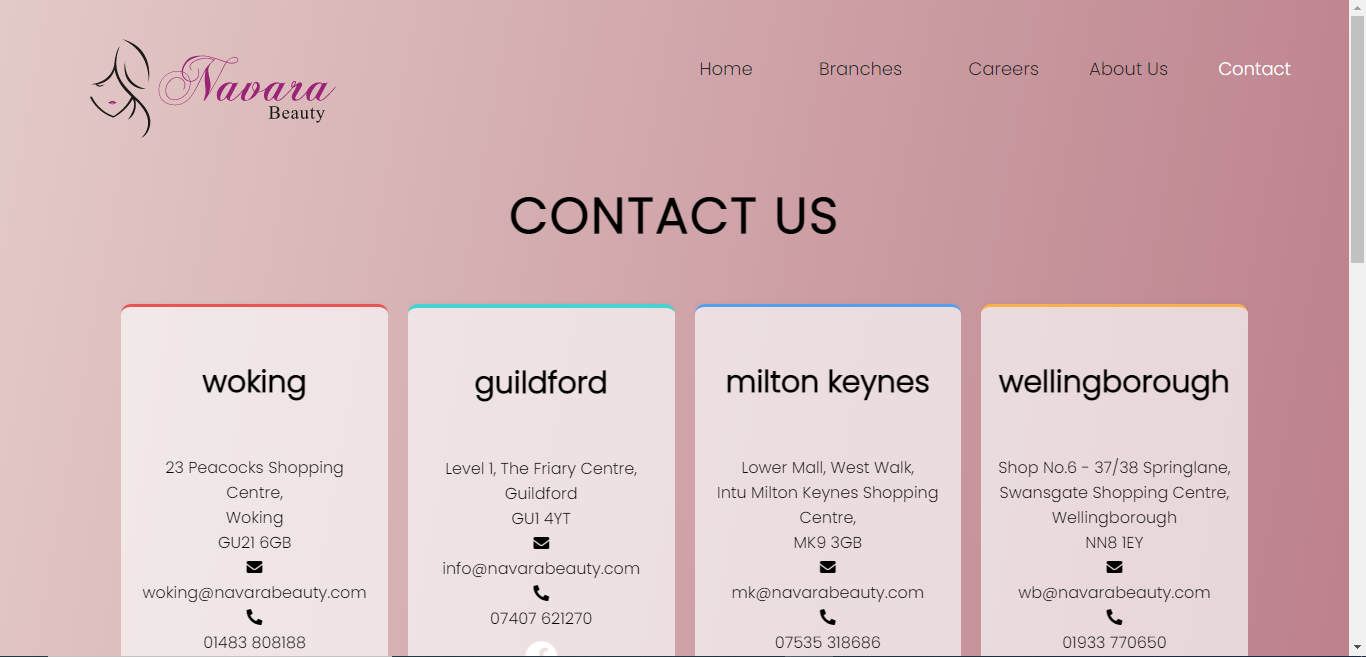 Navara
Beauty
Home
Branches
Careers
About Us
Contact
CONTACT US
woking
23 Peacocks Shopping
Centre,
Woking
GU21 6GB
woking@navarabeauty.com
01483 808188
guildford
Level 1, The Friary Centre,
Guildford
GU1 4YT
info@navarabeauty.com
07407 621270
milton keynes
Lower Mall, West Walk,
Intu Milton Keynes Shopping
Centre,
MK9 3GB
mk@navarabeauty.com
07535 318686
wellingborough
Shop No.6 - 37/38 Springlane,
Swansgate Shopping Centre,
Wellingborough
NN8 1EY
wb@navarabeauty.com
01933 770650